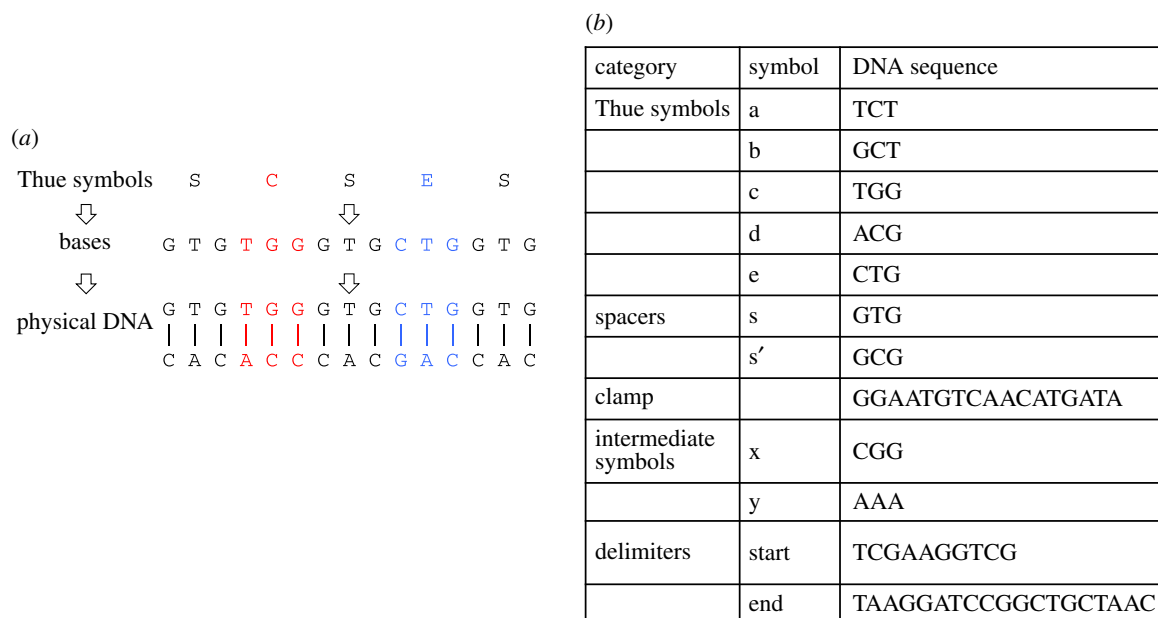 (a)
Thue symbols S C S E S
bases G T G T G G G T G C T G G T G
physical DNA G T G T G G G T G C T G G T G
C A C A C C C A C G A C C A C
(b)
category symbol DNA sequence
Thue symbols a TCT
b GCT
c TGG
d ACG
e CTG
spacers s GTG
s′ GCG
clamp GGAATGTCAACATGATA
intermediate
symbols x CGG
y AAA
delimiters start TCGAAGGTCG
end TAAGGATCCGGCTGCTAAC